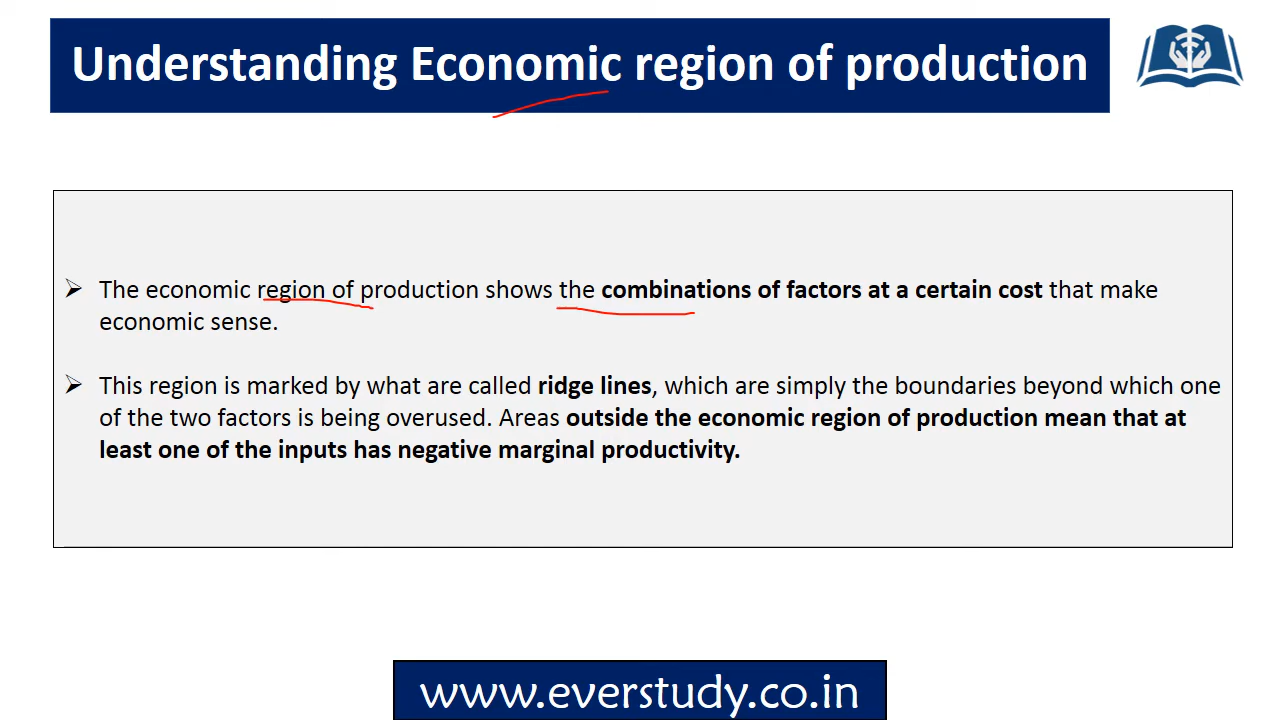 Understanding Economic region of production
➢ The economic region of production shows the combinations of factors at a certain cost that make
economic sense.
➢ This region is marked by what are called ridge lines, which are simply the boundaries beyond which one
of the two factors is being overused. Areas outside the economic region of production mean that at
least one of the inputs has negative marginal productivity.
www.everstudy.co.in